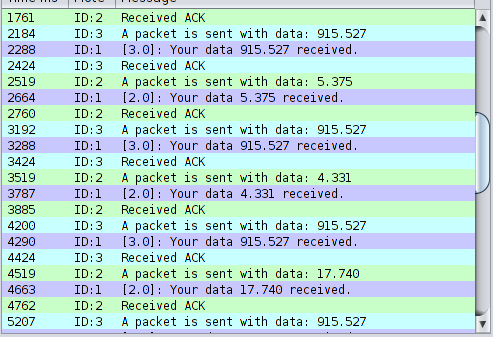 Time ms Mote Message
1761 ID:2 Received ACK
2184 ID:3 A packet is sent with data: 915.527
2288 ID:1 [3.0]: Your data 915.527 received.
2424 ID:3 Received ACK
2519 ID:2 A packet is sent with data: 5.375
2664 ID:1 [2.0]: Your data 5.375 received.
2760 ID:2 Received ACK
3192 ID:3 A packet is sent with data: 915.527
3288 ID:1 [3.0]: Your data 915.527 received.
3424 ID:3 Received ACK
3519 ID:2 A packet is sent with data: 4.331
3787 ID:1 [2.0]: Your data 4.331 received.
3885 ID:2 Received ACK
4200 ID:3 A packet is sent with data: 915.527
4290 ID:1 [3.0]: Your data 915.527 received.
4424 ID:3 Received ACK
4519 ID:2 A packet is sent with data: 17.740
4663 ID:1 [2.0]: Your data 17.740 received.
4762 ID:2 Received ACK
5207 ID:3 A packet is sent with data: 915.527